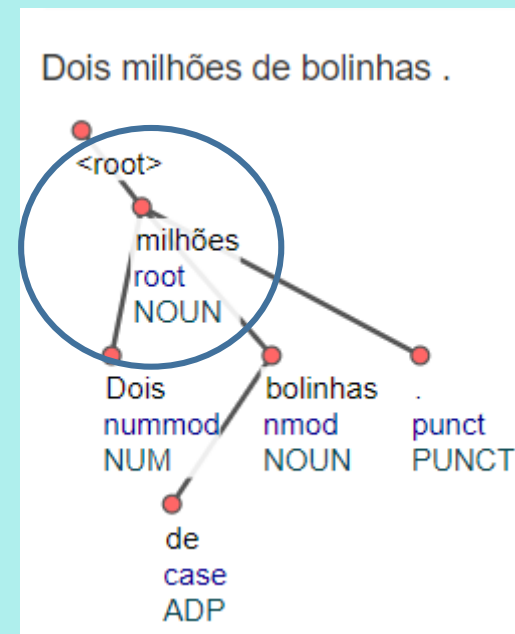 Dois milhões de bolinhas .
<root>
milhões
root
NOUN
Dois bolinhas .
nummod nmod punct
NUM NOUN PUNCT
de
case
ADP